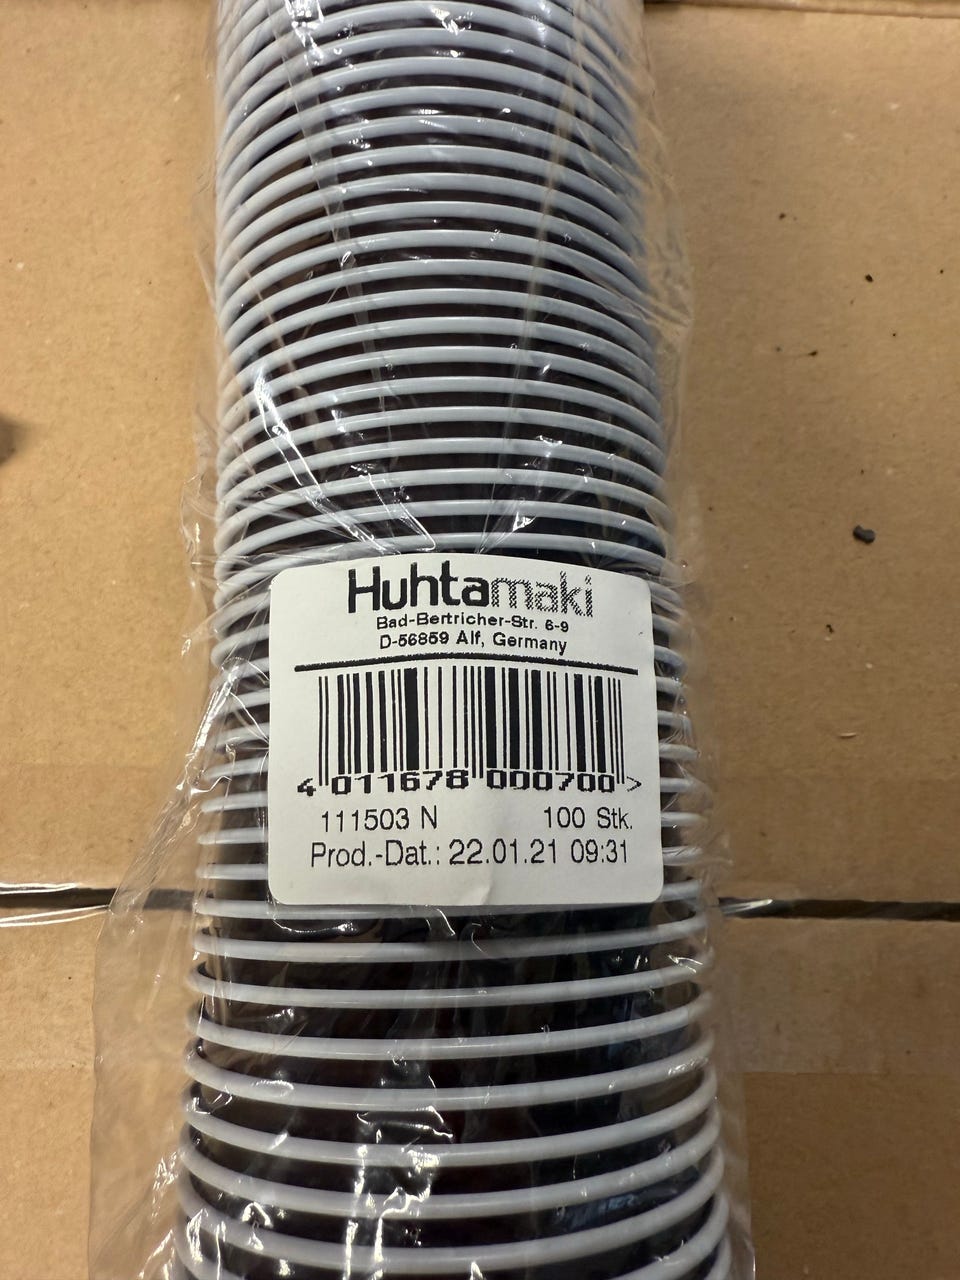 Huhtamaki
Bad-Bertricher-Str. 6-9
D-56859 Alf, Germany
4 011678 000700 >
111503 N 100 Stk.
Prod.-Dat.: 22.01.21 09:31